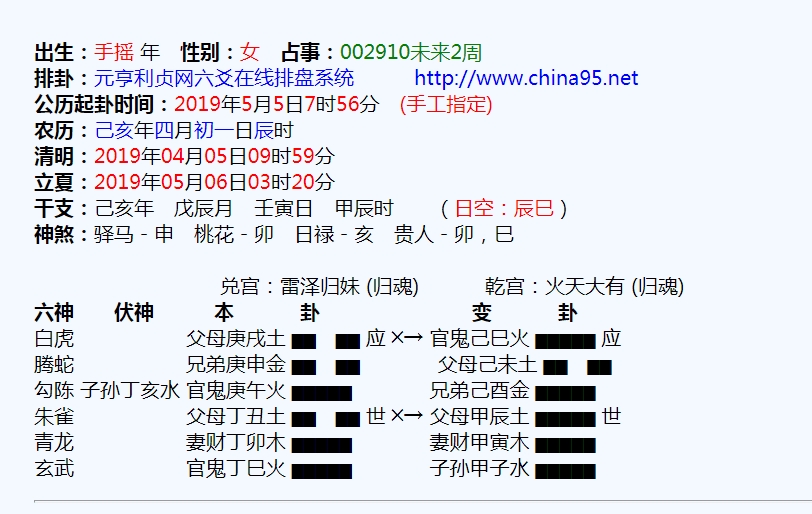 出生：手摇 年 性别：女 占事：002910未来2周
排卦：元亨利贞网六爻在线排盘系统 http://www.china95.net
公历起卦时间：2019年5月5日7时56分 (手工指定)
农历：己亥年四月初一日辰时
清明：2019年04月05日09时59分
立夏：2019年05月06日03时20分
干支：己亥年 戊辰月 壬寅日 甲辰时 （日空：辰巳）
神煞：驿马－申 桃花－卯 日禄－亥 贵人－卯，巳
兑宫：雷泽归妹 (归魂) 乾宫：火天大有 (归魂)
六神 伏神 本 卦 变 卦
白虎 父母庚戌土 ▅▅ ▅▅ 应 ×→ 官鬼己巳火 ▅▅▅▅▅ 应
腾蛇 兄弟庚申金 ▅▅ ▅▅ 父母己未土 ▅▅ ▅▅
勾陈 子孙丁亥水 官鬼庚午火 ▅▅▅▅▅ 兄弟己酉金 ▅▅▅▅▅
朱雀 父母丁丑土 ▅▅ ▅▅ 世 ×→ 父母甲辰土 ▅▅▅▅▅ 世
青龙 妻财丁卯木 ▅▅▅▅▅ 妻财甲寅木 ▅▅▅▅▅
玄武 官鬼丁巳火 ▅▅▅▅▅ 子孙甲子水 ▅▅▅▅▅